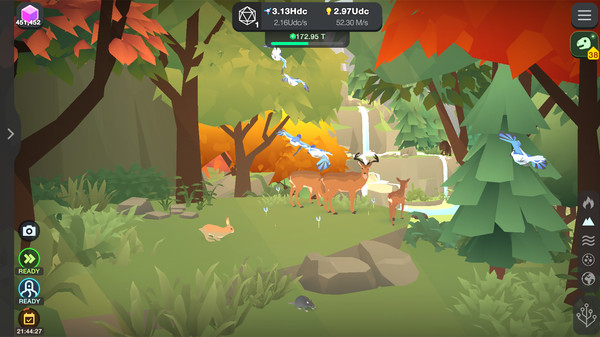 451,452
1
3.13Hdc
2.16Udc/s
2.97Udc
52.30 M/s
172.95 T
38
READY
READY
21:44:27